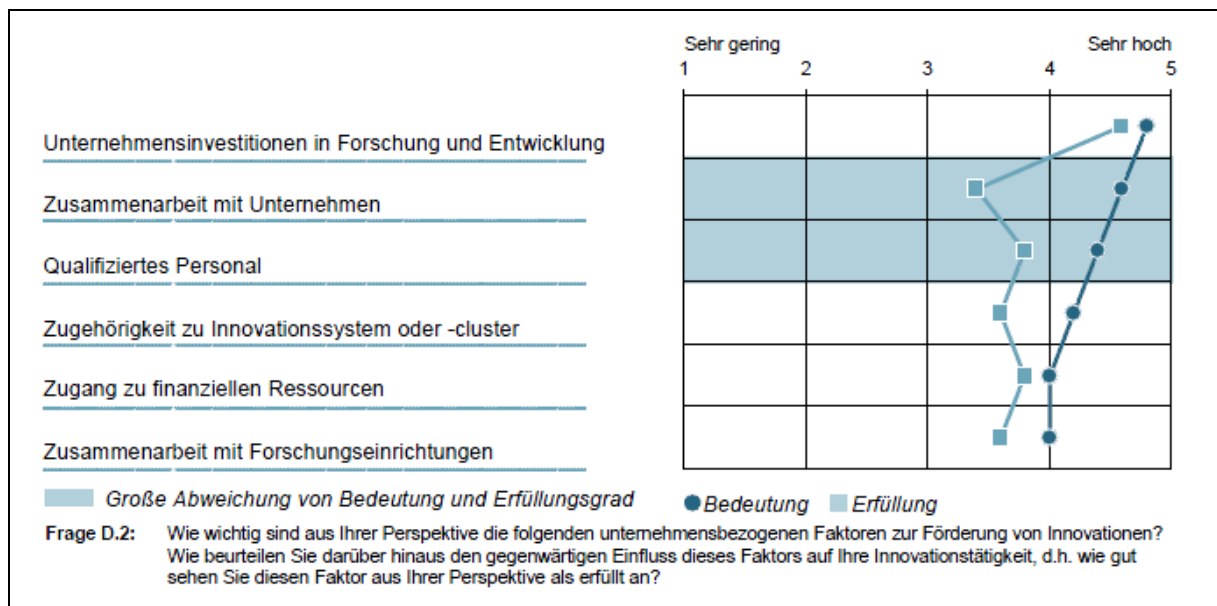 Sehr gering Sehr hoch
1 2 3 4 5
Unternehmensinvestitionen in Forschung und Entwicklung
Zusammenarbeit mit Unternehmen
Qualifiziertes Personal
Zugehörigkeit zu Innovationssystem oder -cluster
Zugang zu finanziellen Ressourcen
Zusammenarbeit mit Forschungseinrichtungen
Große Abweichung von Bedeutung und Erfüllungsgrad Bedeutung Erfüllung
Frage D.2: Wie wichtig sind aus Ihrer Perspektive die folgenden unternehmensbezogenen Faktoren zur Förderung von Innovationen?
Wie beurteilen Sie darüber hinaus den gegenwärtigen Einfluss dieses Faktors auf Ihre Innovationstätigkeit, d.h. wie gut
sehen Sie diesen Faktor aus Ihrer Perspektive als erfüllt an?